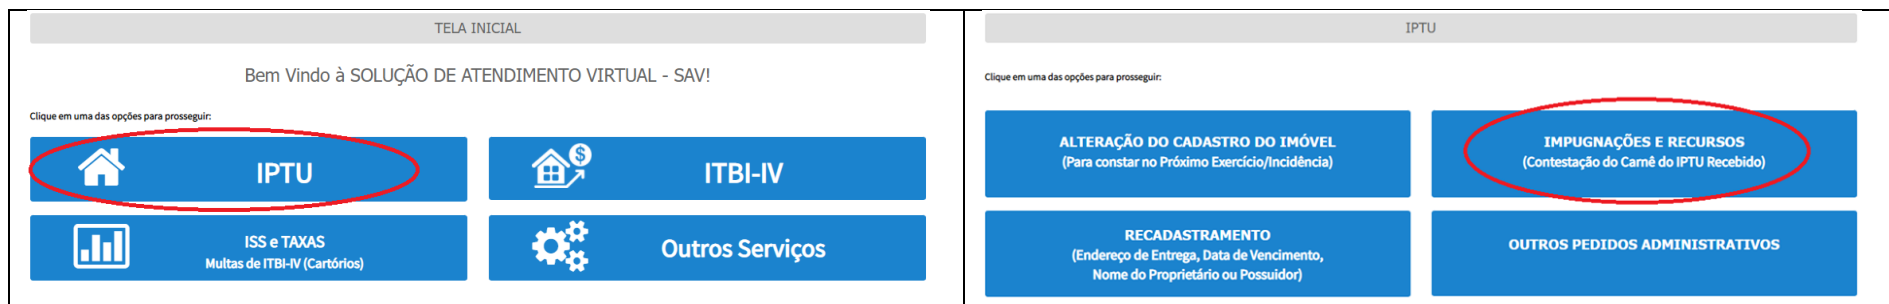 TELA INICIAL
Bem Vindo à SOLUÇÃO DE ATENDIMENTO VIRTUAL - SAV!
Clique em uma das opções para prosseguir:
IPTU
ITBI-IV
ISS e TAXAS
Multas de ITBI-IV (Cartórios)
Outros Serviços
IPTU
Clique em uma das opções para prosseguir:
ALTERAÇÃO DO CADASTRO DO IMÓVEL
(Para constar no Próximo Exercício/Incidência)
IMPUGNAÇÕES E RECURSOS
(Contestação do Carnê do IPTU Recebido)
RECADASTRAMENTO
(Endereço de Entrega, Data de Vencimento,
Nome do Proprietário ou Possuidor)
OUTROS PEDIDOS ADMINISTRATIVOS